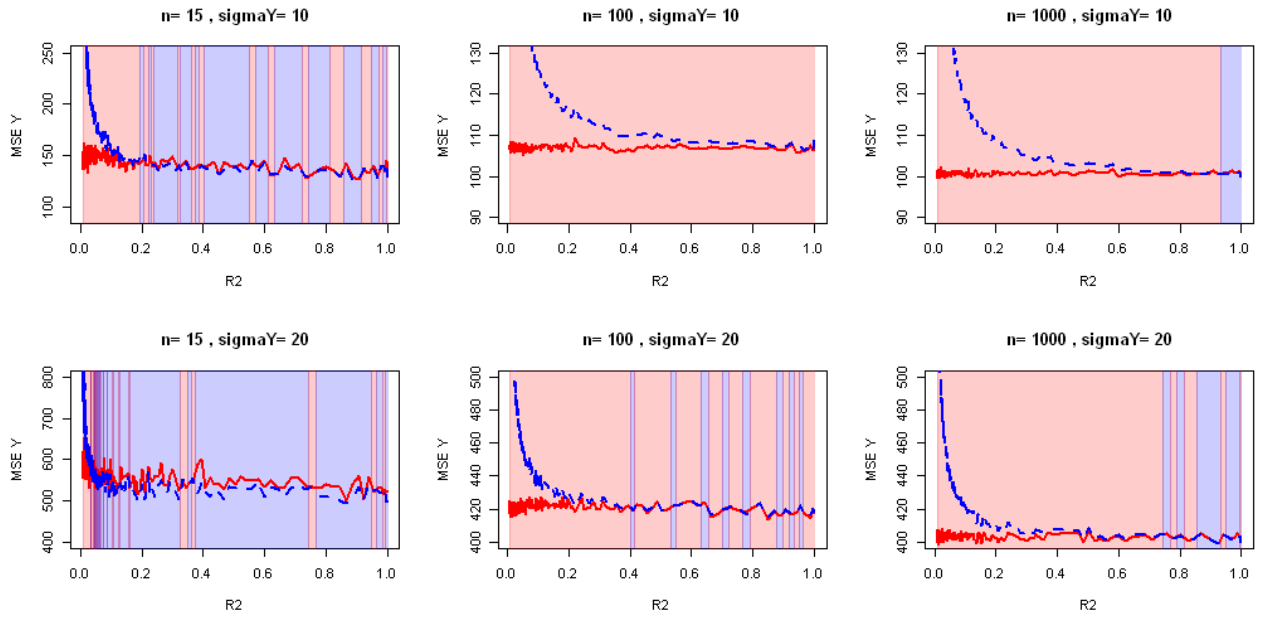 n= 15 , sigmaY= 10
MSE Y
100 150 200 250
0.0 0.2 0.4 0.6 0.8 1.0
R2
n= 100 , sigmaY= 10
MSE Y
90 100 110 120 130
0.0 0.2 0.4 0.6 0.8 1.0
R2
n= 1000 , sigmaY= 10
MSE Y
90 100 110 120 130
0.0 0.2 0.4 0.6 0.8 1.0
R2
n= 15 , sigmaY= 20
MSE Y
400 500 600 700 800
0.0 0.2 0.4 0.6 0.8 1.0
R2
n= 100 , sigmaY= 20
MSE Y
400 420 440 460 480 500
0.0 0.2 0.4 0.6 0.8 1.0
R2
n= 1000 , sigmaY= 20
MSE Y
400 420 440 460 480 500
0.0 0.2 0.4 0.6 0.8 1.0
R2